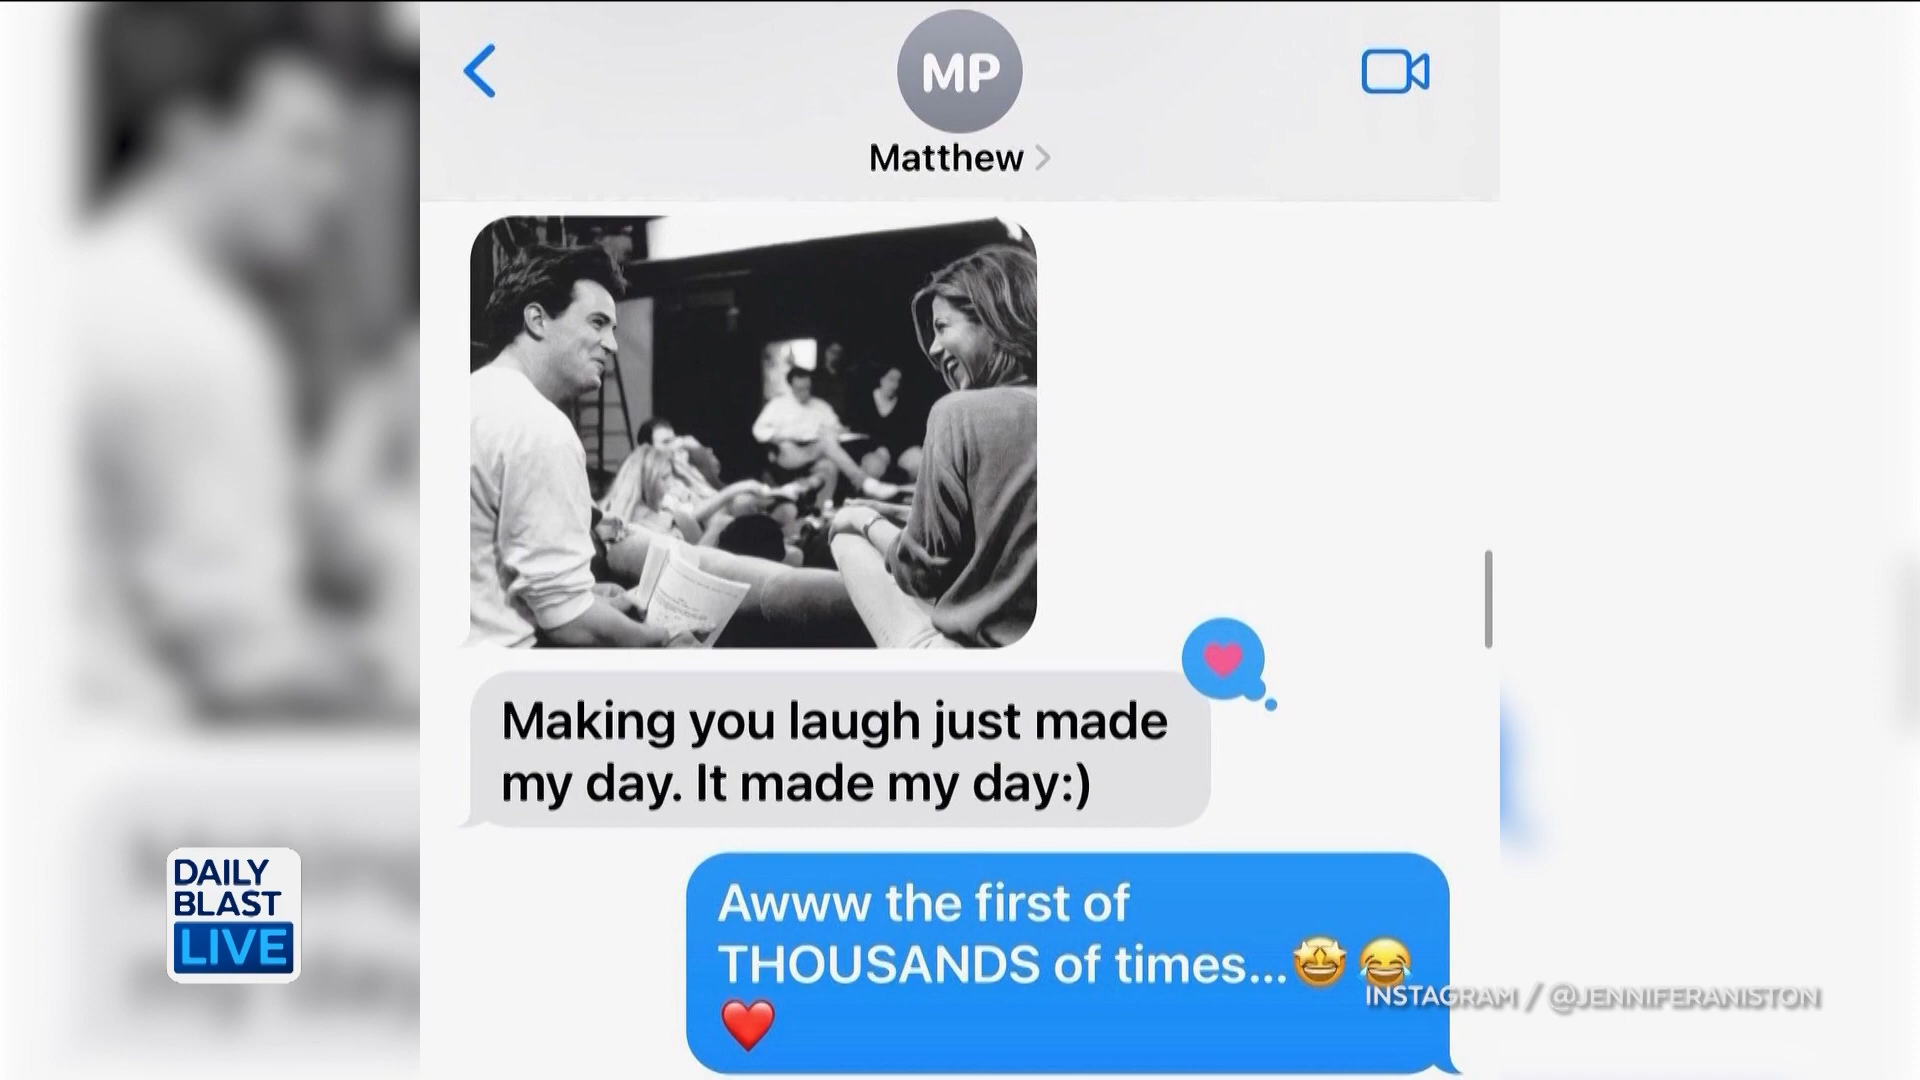 MP
Matthew
Making you laugh just made
my day. It made my day:)
Awww the first of
THOUSANDS of times...🤩 😂
❤️
DAILY
BLAST
LIVE
INSTAGRAM / @JENNIFERANISTON